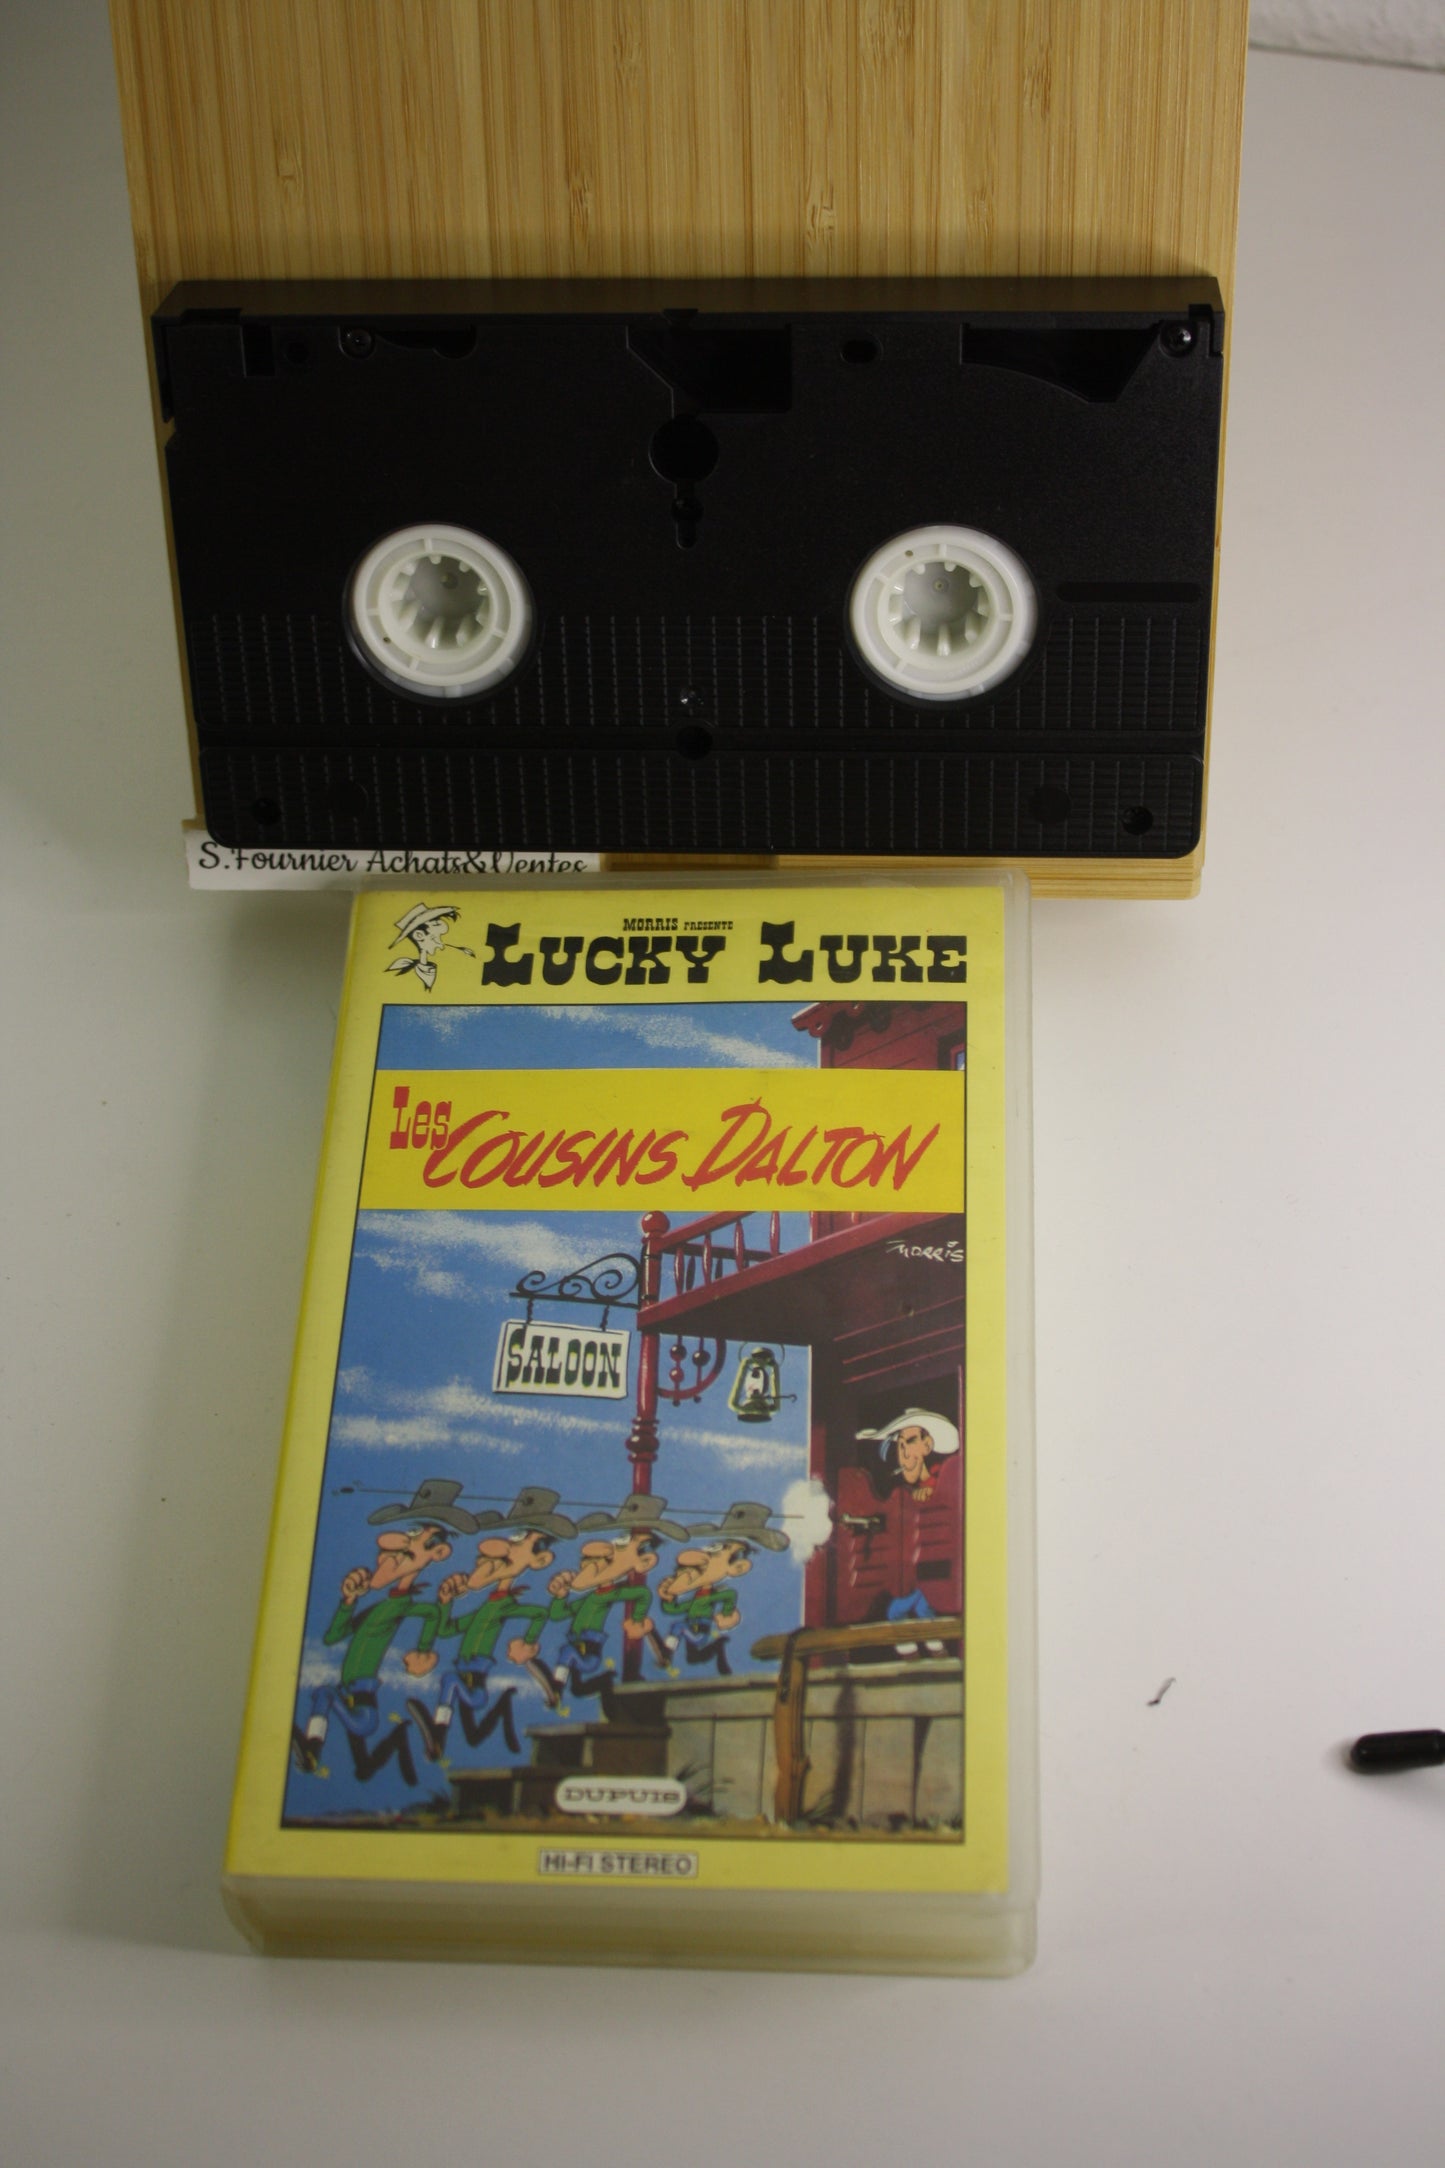 S.Fournier Achats&Ventes
MORRIS PRÉSENTE
LUCKY LUKE
Les COUSINS DALTON
MORRIS
SALOON
DUPUIS
HI-FI STEREO